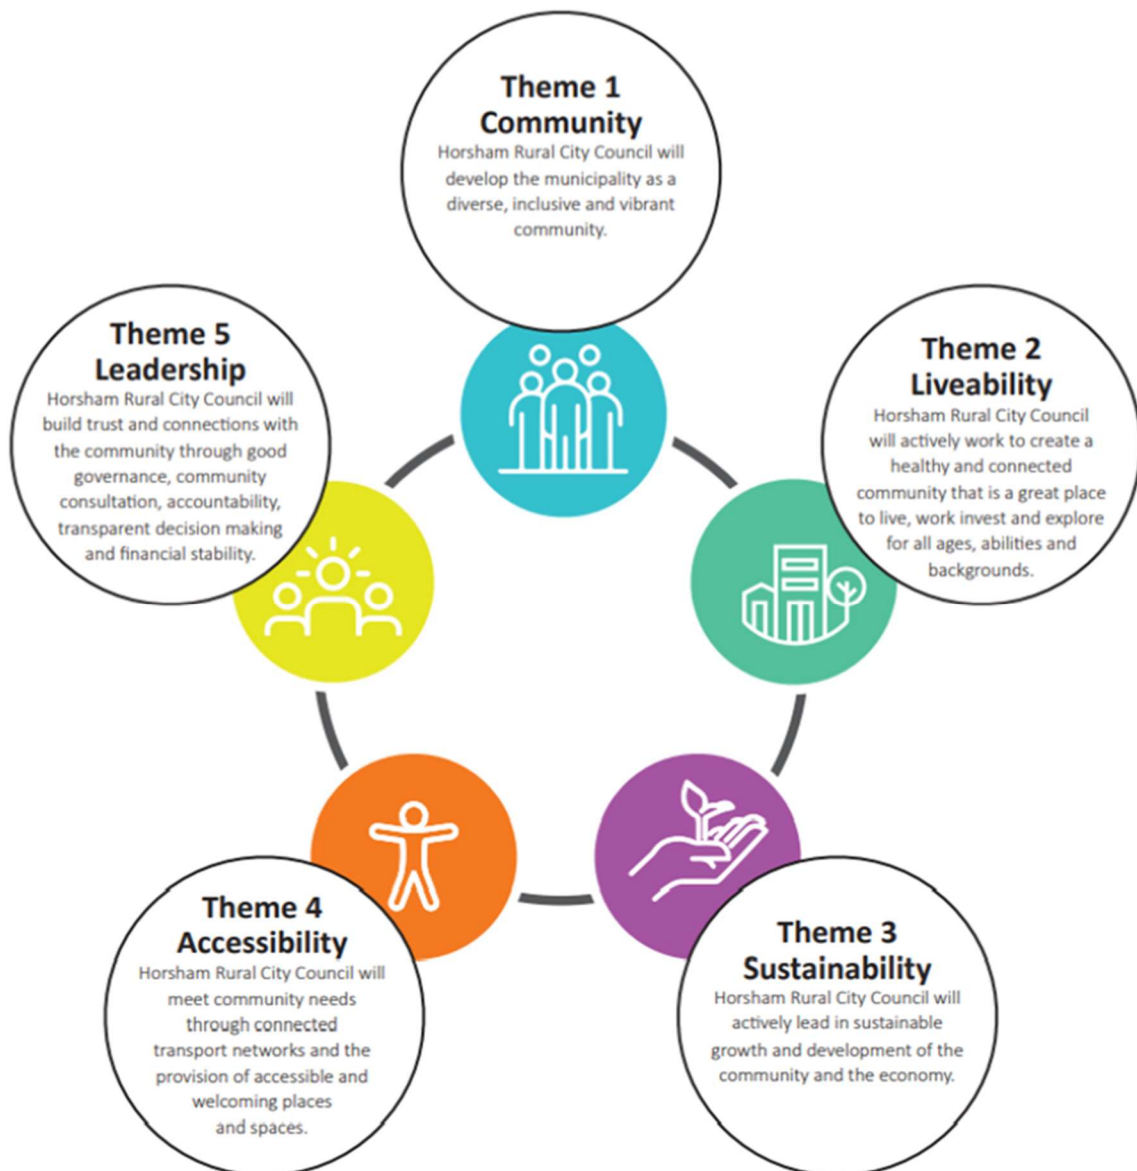 Theme 1
Community
Horsham Rural City Council will
develop the municipality as a
diverse, inclusive and vibrant
community.
Theme 2
Liveability
Horsham Rural City Council
will actively work to create a
healthy and connected
community that is a great place
to live, work invest and explore
for all ages, abilities and
backgrounds.
Theme 3
Sustainability
Horsham Rural City Council will
actively lead in sustainable
growth and development of the
community and the economy.
Theme 4
Accessibility
Horsham Rural City Council will
meet community needs
through connected
transport networks and the
provision of accessible and
welcoming places
and spaces.
Theme 5
Leadership
Horsham Rural City Council will
build trust and connections with
the community through good
governance, community
consultation, accountability,
transparent decision making
and financial stability.